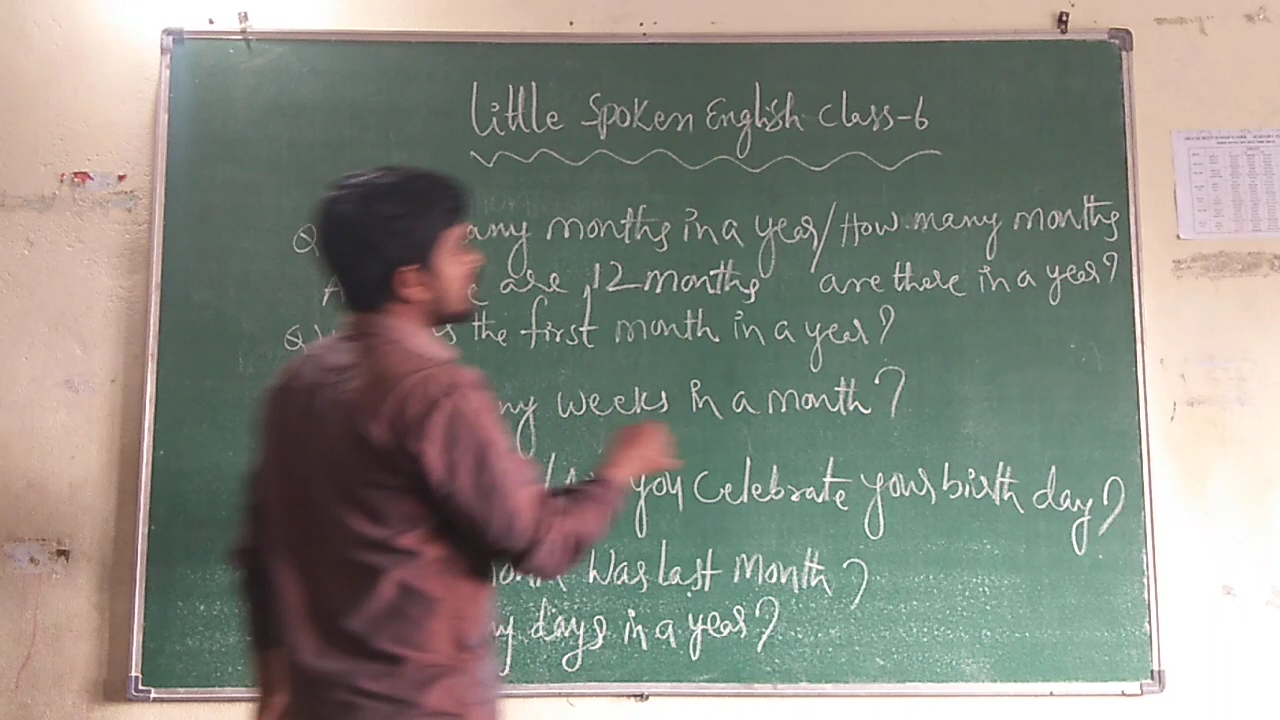 Little Spoken English class-6
Q any months in a year/How many months
A are 12 months are there in a year?
Q is the first month in a year?
ny weeks in a month?
you celebrate your birth day?
Was last month?
ny days in a year?